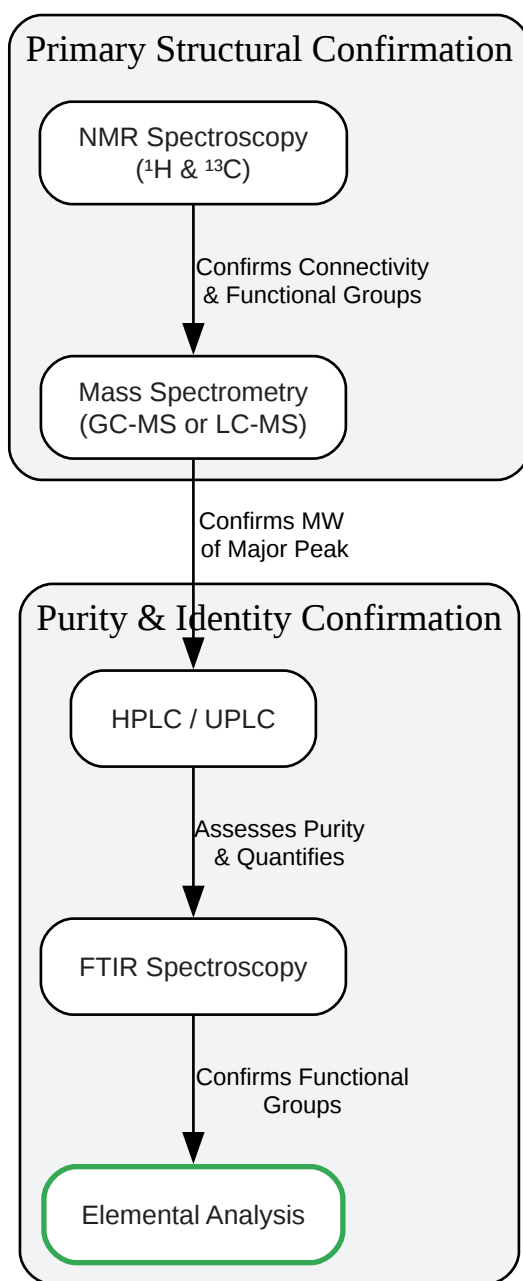 Primary Structural Confirmation
NMR Spectroscopy
(¹H & ¹³C)
Confirms Connectivity
& Functional Groups
Mass Spectrometry
(GC-MS or LC-MS)
Confirms MW
of Major Peak
Purity & Identity Confirmation
HPLC / UPLC
Assesses Purity
& Quantifies
FTIR Spectroscopy
Confirms Functional
Groups
Elemental Analysis